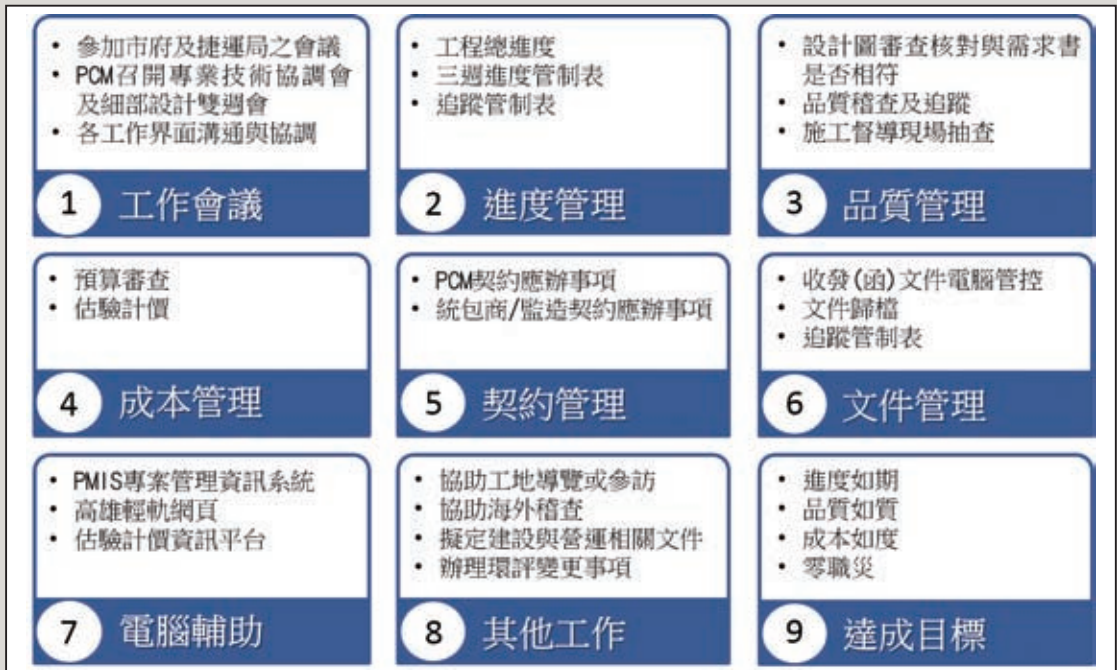 • 參加市府及捷運局之會議
• PCM召開專業技術協調會
及細部設計雙週會
• 各工作界面溝通與協調
1 工作會議
• 工程總進度
• 三週進度管制表
• 追蹤管制表
2 進度管理
• 設計圖審查核對與需求書
是否相符
• 品質稽查及追蹤
• 施工督導現場抽查
3 品質管理
• 預算審查
• 估驗計價
4 成本管理
• PCM契約應辦事項
• 統包商/監造契約應辦事項
5 契約管理
• 收發(函)文件電腦管控
• 文件歸檔
• 追蹤管制表
6 文件管理
• PMIS專案管理資訊系統
• 高雄輕軌網頁
• 估驗計價資訊平台
7 電腦輔助
• 協助工地導覽或參訪
• 協助海外稽查
• 擬定建設與營運相關文件
• 辦理環評變更事項
8 其他工作
• 進度如期
• 品質如質
• 成本如度
• 零職災
9 達成目標